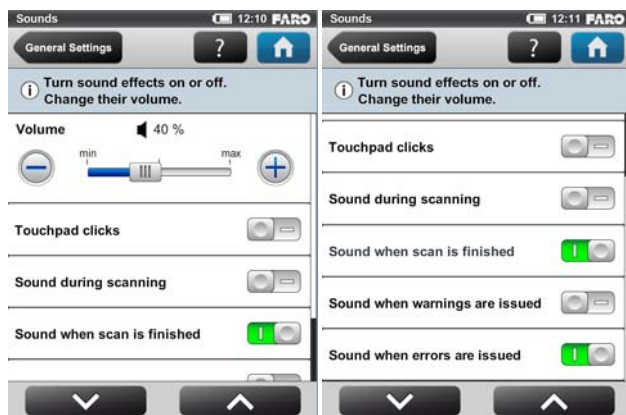 Sounds
12:10 FARO
General Settings
?
Turn sound effects on or off.
Change their volume.
Volume
40 %
min
max
Touchpad clicks
Sound during scanning
Sound when scan is finished
Sounds
12:11 FARO
General Settings
?
Turn sound effects on or off.
Change their volume.
Touchpad clicks
Sound during scanning
Sound when scan is finished
Sound when warnings are issued
Sound when errors are issued